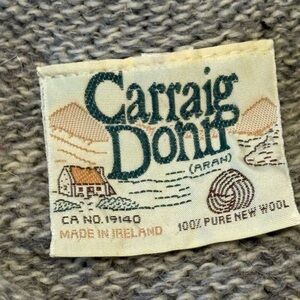 Carraig
Donn
(ARAN)
CA NO. 19140
MADE IN IRELAND
100% PURE NEW WOOL